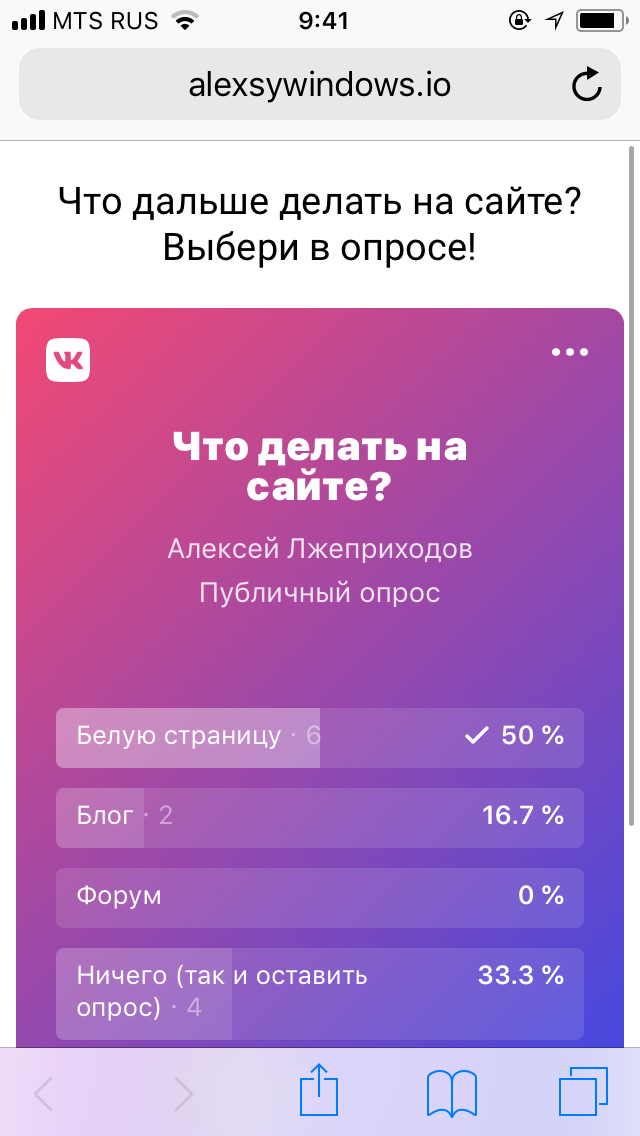 MTS RUS 9:41
alexsywindows.io
Что дальше делать на сайте?
Выбери в опросе!
Что делать на
сайте?
Алексей Лжеприходов
Публичный опрос
Белую страницу · 6 50 %
Блог · 2 16.7 %
Форум 0 %
Ничего (так и оставить 33.3 %
опрос) · 4